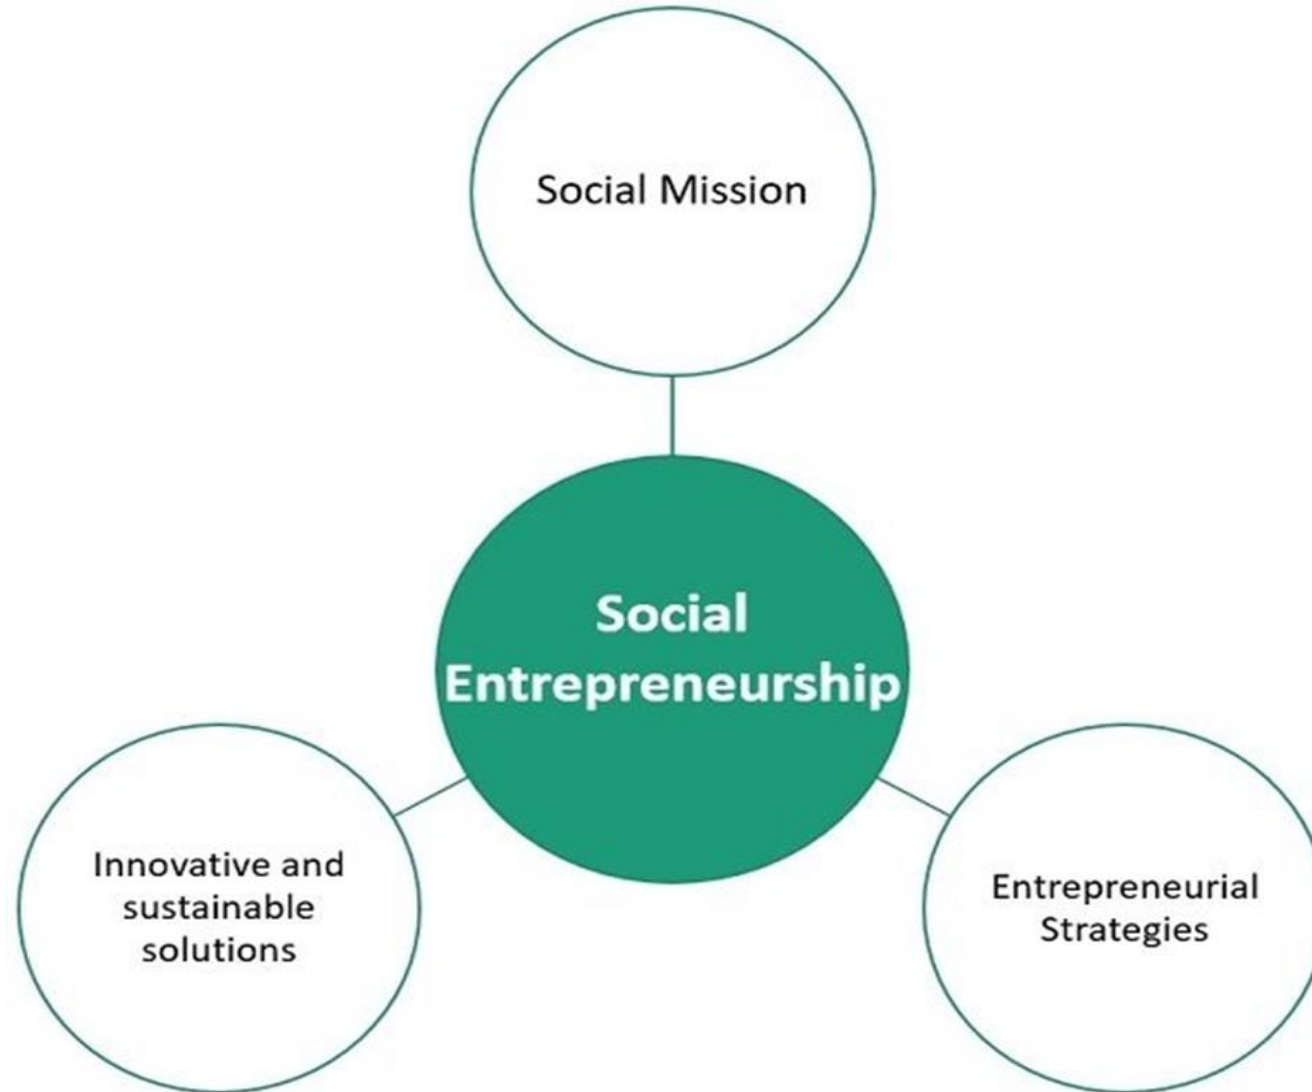 Social Mission
Social
Entrepreneurship
Innovative and
sustainable
solutions
Entrepreneurial
Strategies